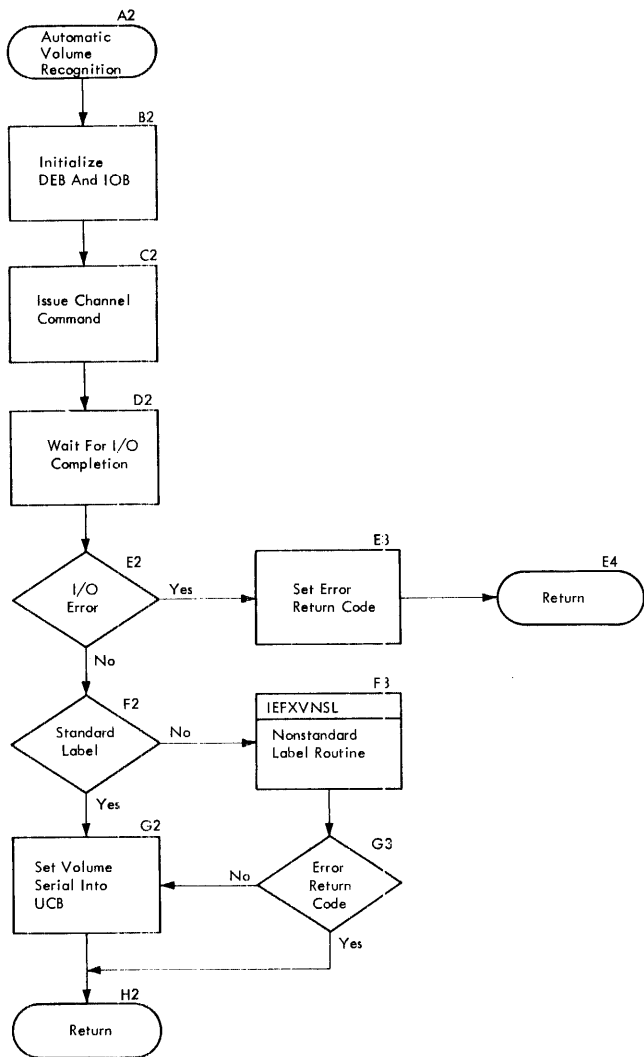 A2
Automatic
Volume
Recognition
B2
Initialize
DEB And IOB
C2
Issue Channel
Command
D2
Wait For I/O
Completion
E2
I/O
Error
Yes
No
E3
Set Error
Return Code
E4
Return
F2
Standard
Label
No
Yes
F3
IEFXVNSL
Nonstandard
Label Routine
G2
Set Volume
Serial Into
UCB
G3
Error
Return
Code
No
Yes
H2
Return